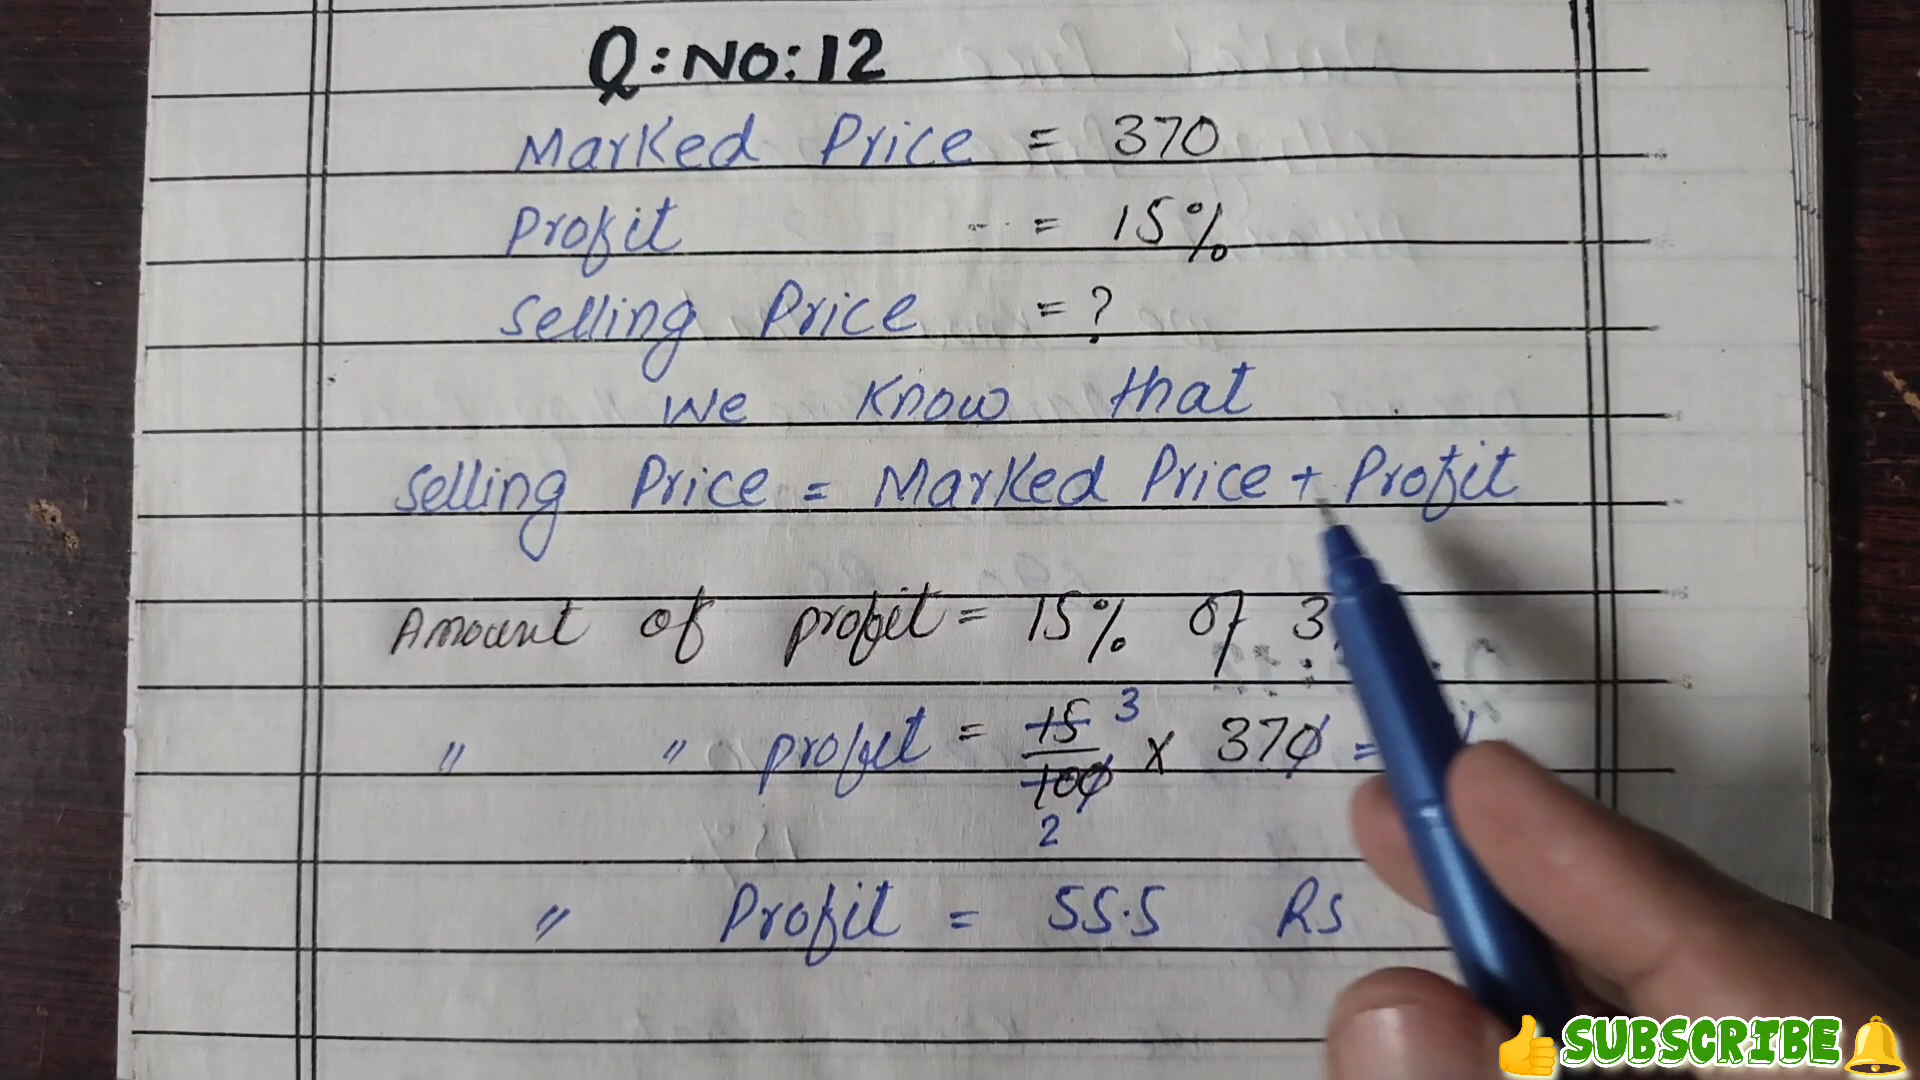 Q:NO:12
Marked Price = 370
Profit = 15%
Selling Price = ?
We Know that
Selling Price = Marked Price + Profit
Amount of profit = 15% of 3
" " profit = 15 3 / 100 2 x 370 =
" Profit = 55.5 Rs
SUBSCRIBE